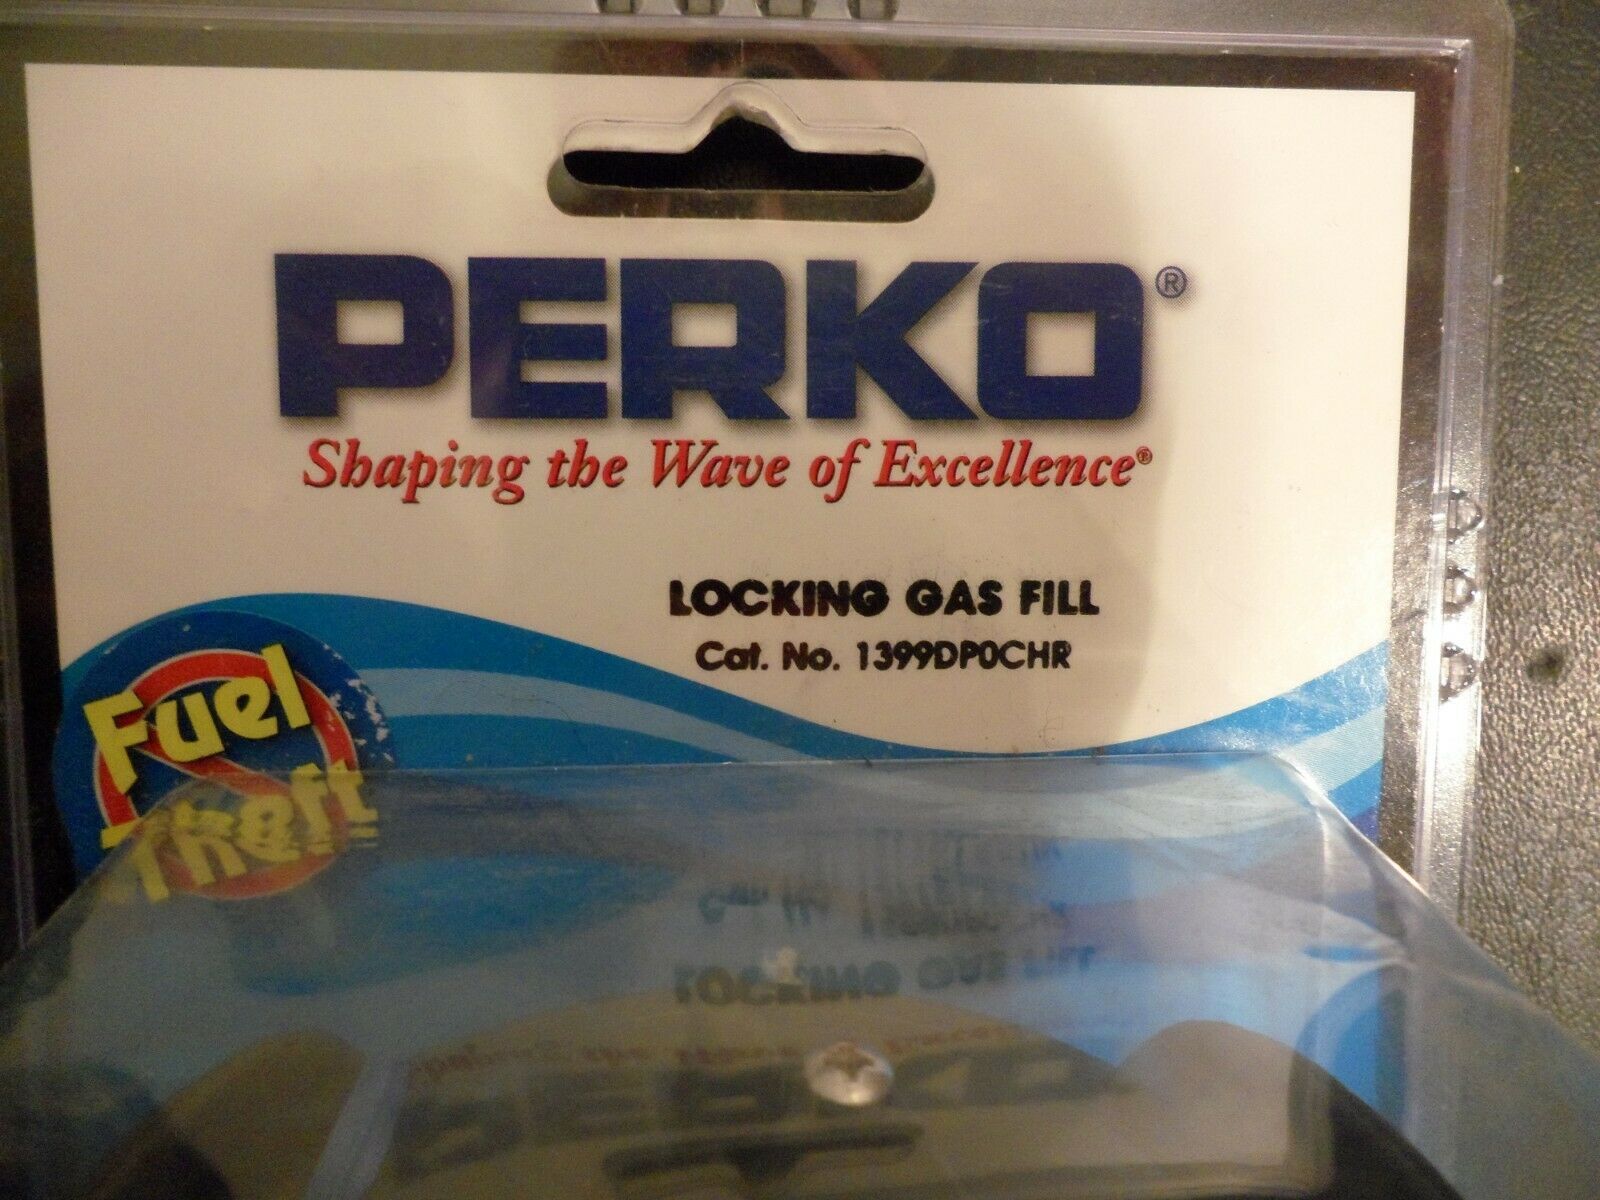 PERKO®
Shaping the Wave of Excellence®
LOCKING GAS FILL
Cat. No. 1399DP0CHR
Fuel
Theft